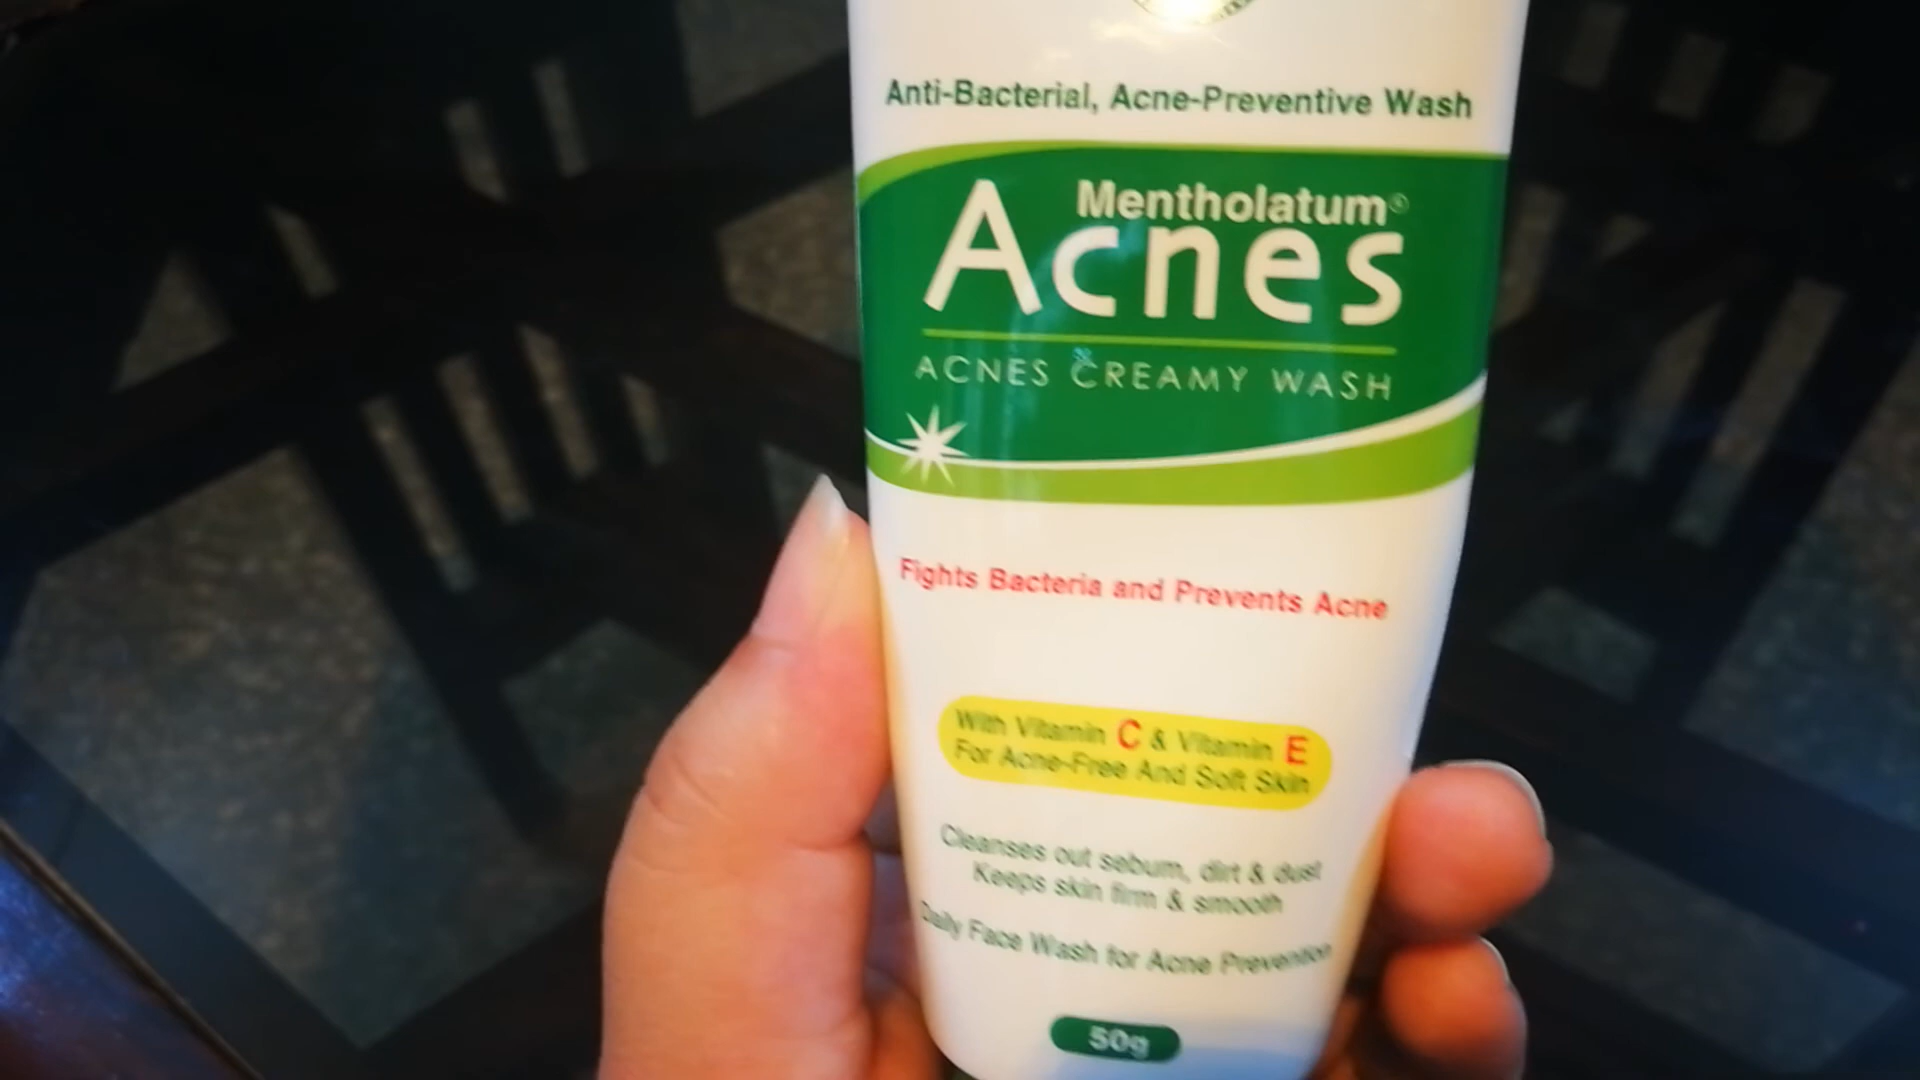 Anti-Bacterial, Acne-Preventive Wash
Mentholatum®
Acnes
ACNES CREAMY WASH
Fights Bacteria and Prevents Acne
With Vitamin C & Vitamin E
For Acne-Free And Soft Skin
Cleanses out sebum, dirt & dust
Keeps skin firm & smooth
Daily Face Wash for Acne Prevention
50g